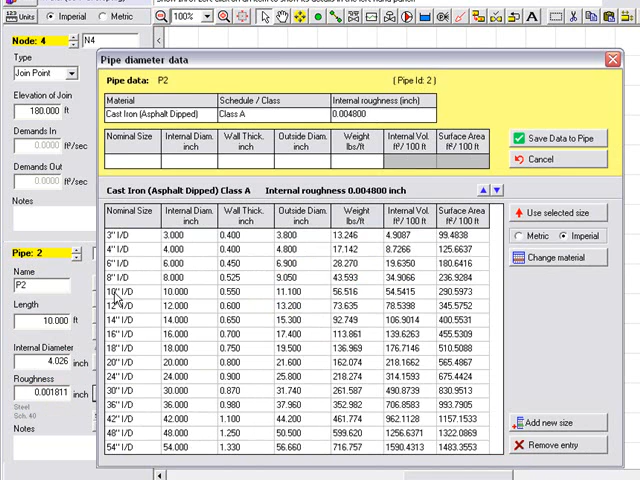 Units Imperial Metric 100%
Node: 4 N4
Type
Join Point
Elevation of Join
180.000 ft
Demands In
0.0000 ft³/sec
Demands Out
0.0000 ft³/sec
Notes
Pipe: 2
Name
P2
Length
10.000 ft
Internal Diameter
4.026 inch
Roughness
0.001811 inch
Steel
Sch. 40
Notes
Pipe diameter data
Pipe data: P2 ( Pipe Id: 2 )
Material Schedule / Class Internal roughness (inch)
Cast Iron (Asphalt Dipped) Class A 0.004800
Nominal Size Internal Diam. inch Wall Thick. inch Outside Diam. inch Weight lbs/ft Internal Vol. ft³/ 100 ft Surface Area ft²/ 100 ft
Save Data to Pipe
Cancel
Cast Iron (Asphalt Dipped) Class A Internal roughness 0.004800 inch
Nominal Size Internal Diam. inch Wall Thick. inch Outside Diam. inch Weight lbs/ft Internal Vol. ft³/ 100 ft Surface Area ft²/ 100 ft
3" I/D 3.000 0.400 3.800 13.246 4.9087 99.4838
4" I/D 4.000 0.400 4.800 17.142 8.7266 125.6637
6" I/D 6.000 0.450 6.900 28.270 19.6350 180.6416
8" I/D 8.000 0.525 9.050 43.593 34.9066 236.9284
10" I/D 10.000 0.550 11.100 56.516 54.5415 290.5973
12" I/D 12.000 0.600 13.200 73.635 78.5398 345.5752
14" I/D 14.000 0.650 15.300 92.749 106.9014 400.5531
16" I/D 16.000 0.700 17.400 113.861 139.6263 455.5309
18" I/D 18.000 0.750 19.500 136.969 176.7146 510.5088
20" I/D 20.000 0.800 21.600 162.074 218.1662 565.4867
24" I/D 24.000 0.900 25.800 218.274 314.1593 675.4424
30" I/D 30.000 0.870 31.740 261.587 490.8739 830.9513
36" I/D 36.000 0.980 37.960 352.982 706.8583 993.7905
42" I/D 42.000 1.100 44.200 461.774 962.1128 1157.1533
48" I/D 48.000 1.250 50.500 599.620 1256.6371 1322.0869
54" I/D 54.000 1.330 56.660 716.757 1590.4313 1483.3553
Use selected size
Metric Imperial
Change material
Add new size
Remove entry